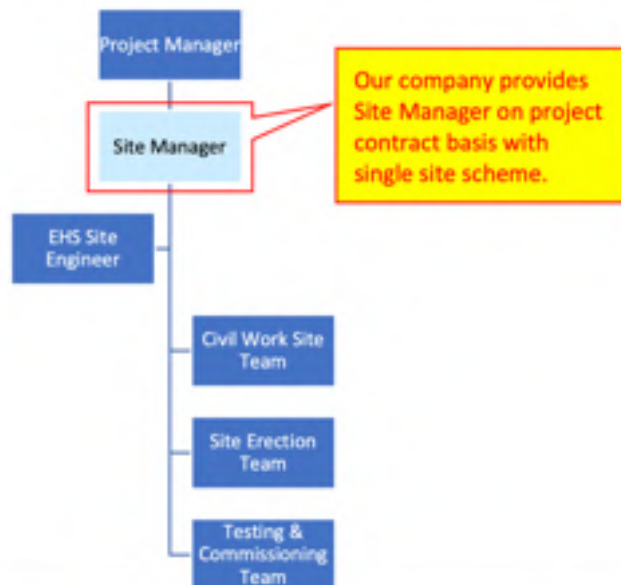 Project Manager
Our company provides
Site Manager on project
contract basis with
single site scheme.
Site Manager
EHS Site
Engineer
Civil Work Site
Team
Site Erection
Team
Testing &
Commissioning
Team